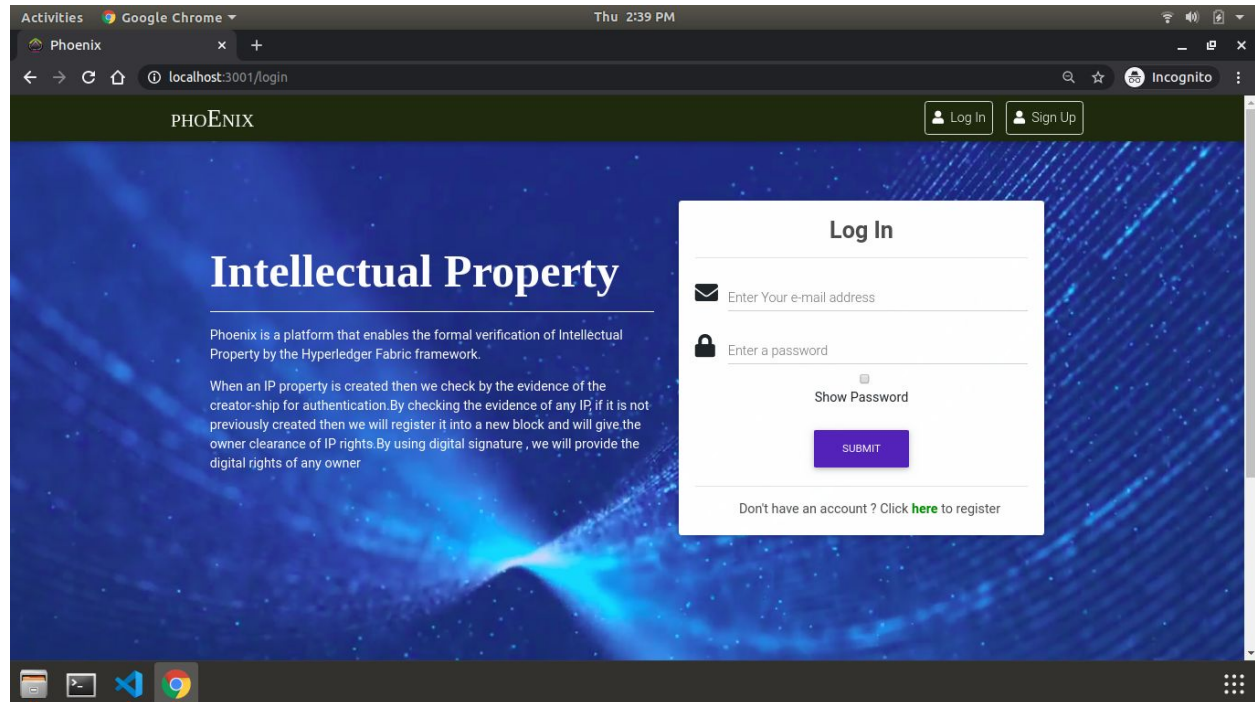 Activities Google Chrome Thu 2:39 PM
Phoenix
localhost:3001/login Incognito
PHOENIX Log In Sign Up
Log In
Intellectual Property
Enter Your e-mail address
Phoenix is a platform that enables the formal verification of Intellectual
Property by the Hyperledger Fabric framework.
Enter a password
When an IP property is created then we check by the evidence of the
creator-ship for authentication.By checking the evidence of any IP, if it is not
previously created then we will register it into a new block and will give the
owner clearance of IP rights.By using digital signature , we will provide the
digital rights of any owner
Show Password
SUBMIT
Don't have an account ? Click here to register